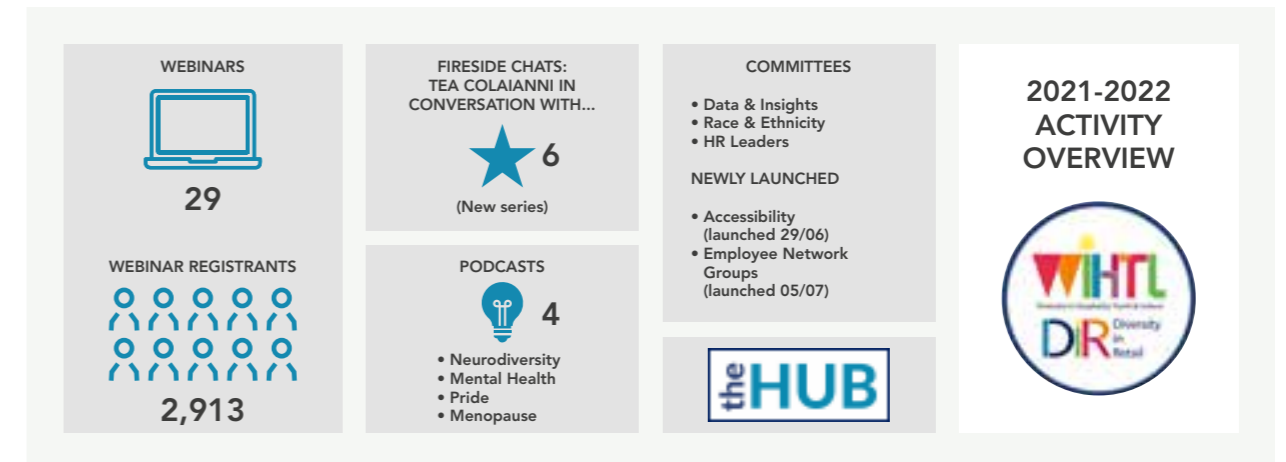 WEBINARS
29
WEBINAR REGISTRANTS
2,913
FIRESIDE CHATS:
TEA COLAIANNI IN
CONVERSATION WITH...
6
(New series)
PODCASTS
4
• Neurodiversity
• Mental Health
• Pride
• Menopause
COMMITTEES
• Data & Insights
• Race & Ethnicity
• HR Leaders
NEWLY LAUNCHED
• Accessibility
(launched 29/06)
• Employee Network
Groups
(launched 05/07)
the HUB
2021-2022
ACTIVITY
OVERVIEW
WiHTL
DiR Diversity
in
Retail